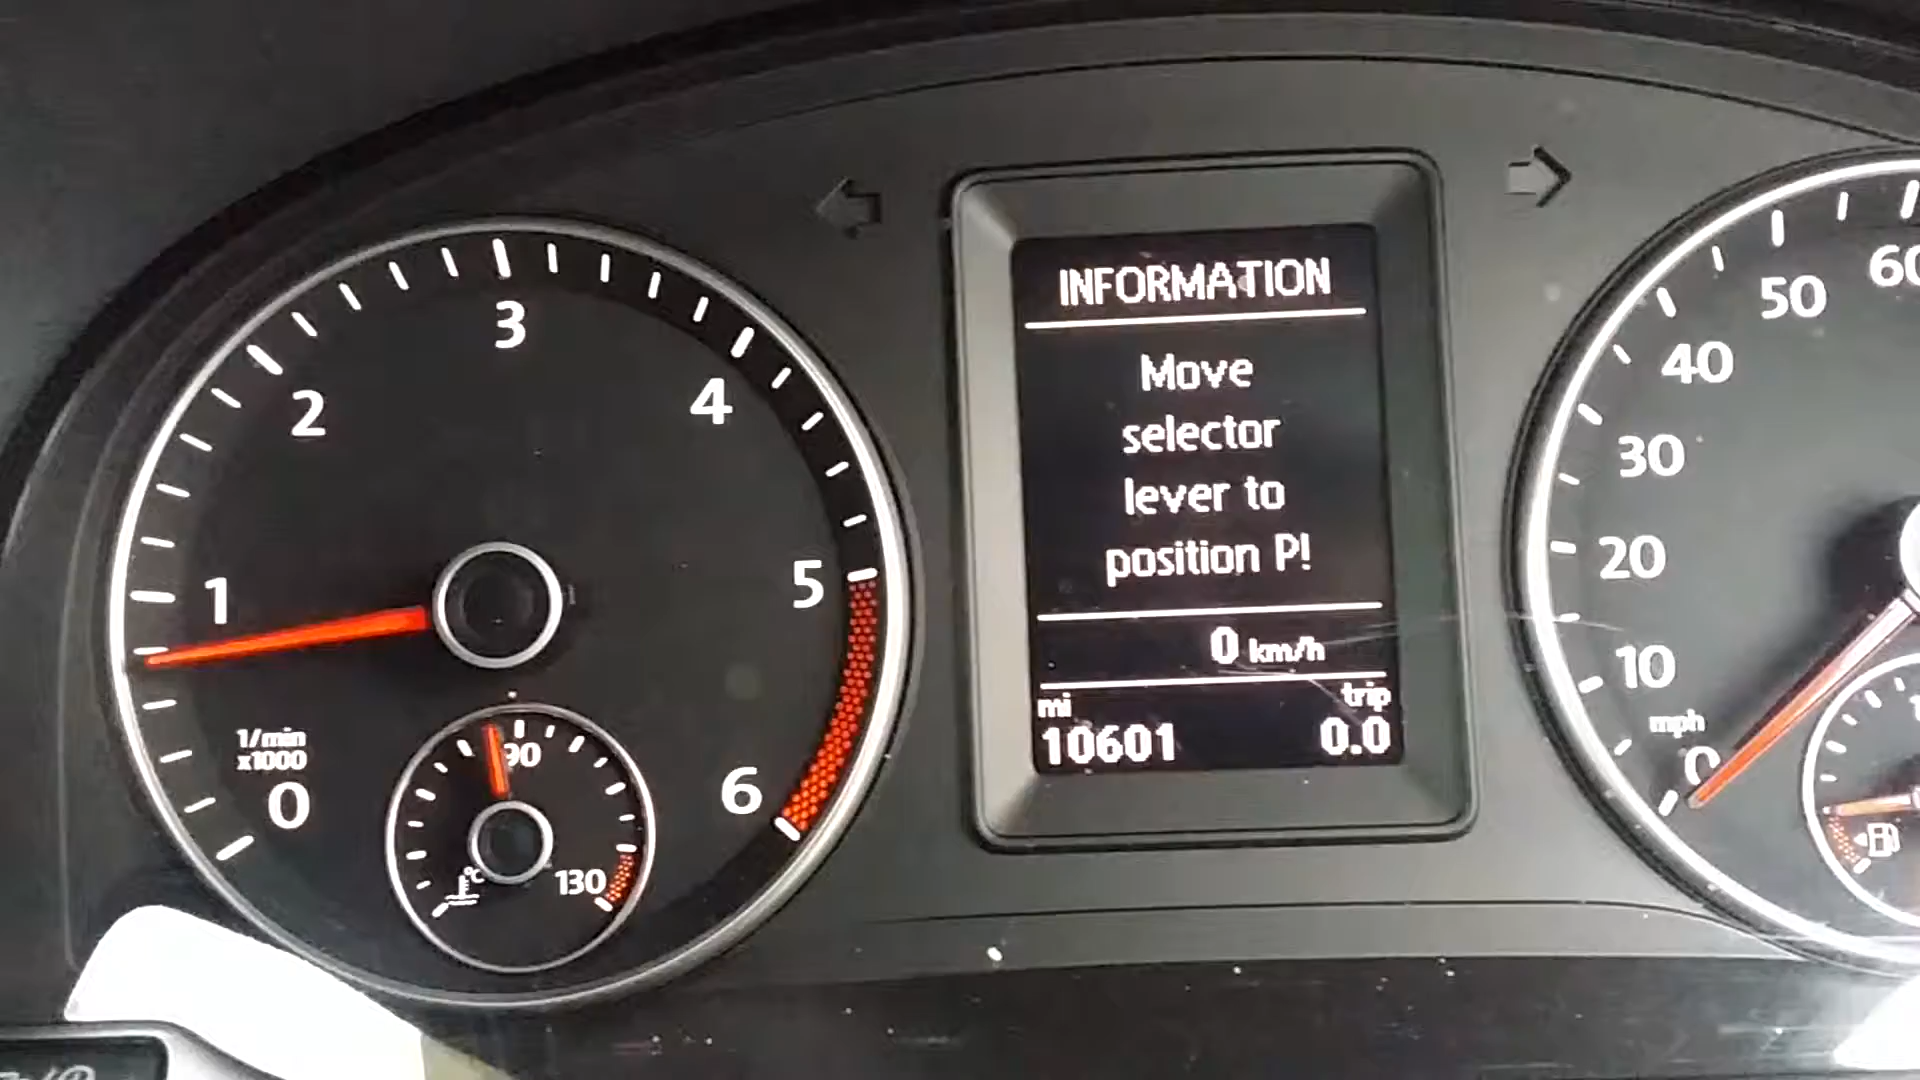 INFORMATION
Move
selector
lever to
position P!
0 km/h
mi trip
10601 0.0
3
2
4
1
5
1/min
x1000
0
6
90
°C
130
60
50
40
30
20
10
mph
0